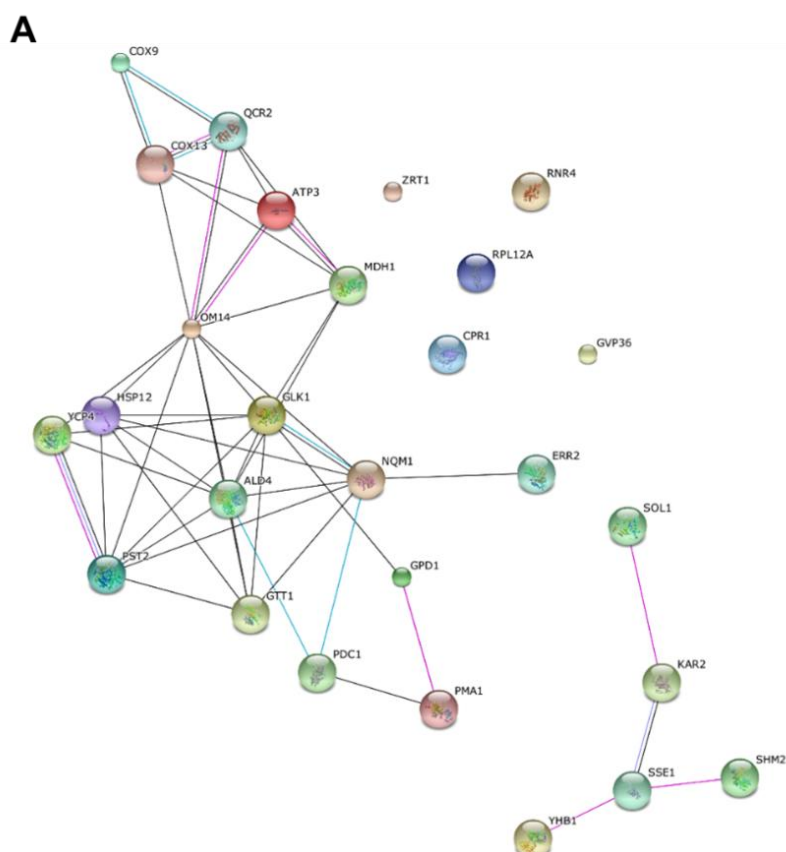 A
COX9
QCR2
COX13
ZRT1
RNR4
ATP3
RPL12A
MDH1
OM14
CPR1
GVP36
HSP12
GLK1
YCP4
NQM1
ERR2
ALD4
SOL1
PST2
GPD1
GTT1
PDC1
KAR2
PMA1
SHM2
SSE1
YHB1